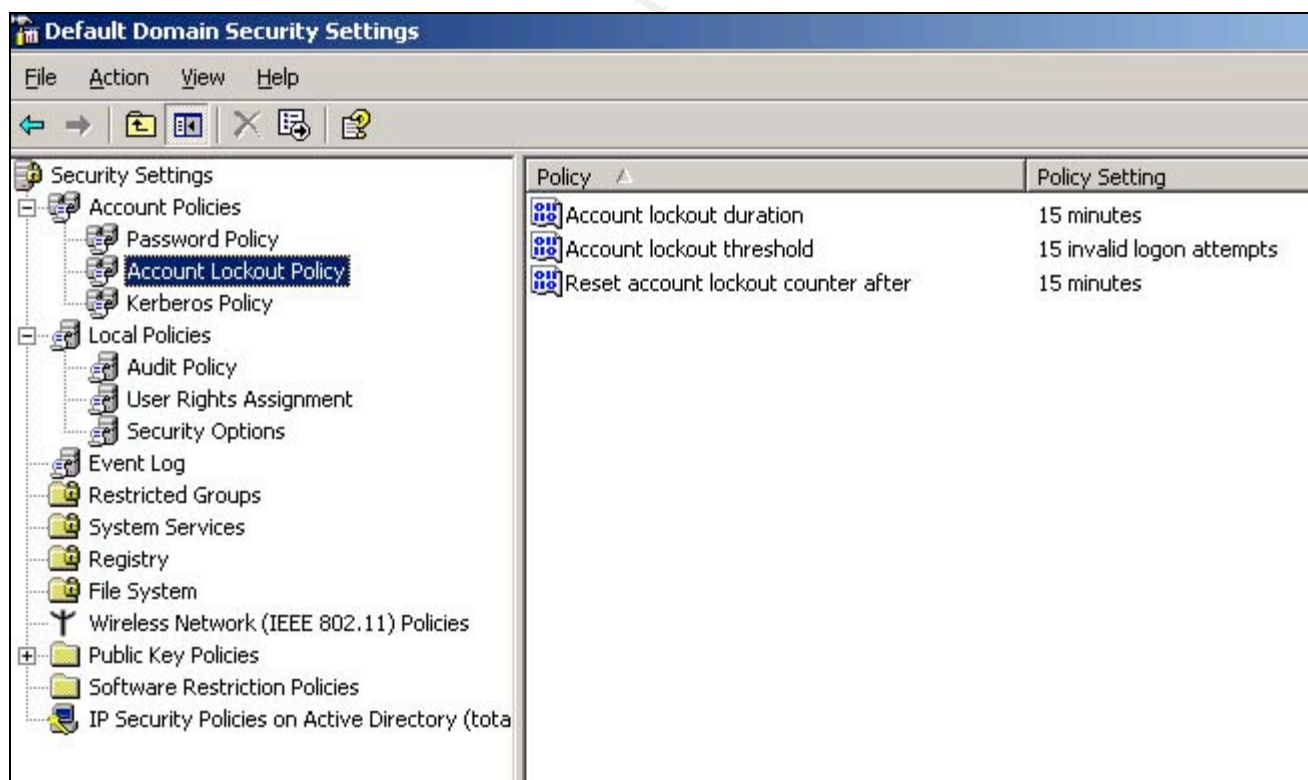 Default Domain Security Settings
File Action View Help
Security Settings
Account Policies
Password Policy
Account Lockout Policy
Kerberos Policy
Local Policies
Audit Policy
User Rights Assignment
Security Options
Event Log
Restricted Groups
System Services
Registry
File System
Wireless Network (IEEE 802.11) Policies
Public Key Policies
Software Restriction Policies
IP Security Policies on Active Directory (tota
Policy Policy Setting
Account lockout duration 15 minutes
Account lockout threshold 15 invalid logon attempts
Reset account lockout counter after 15 minutes